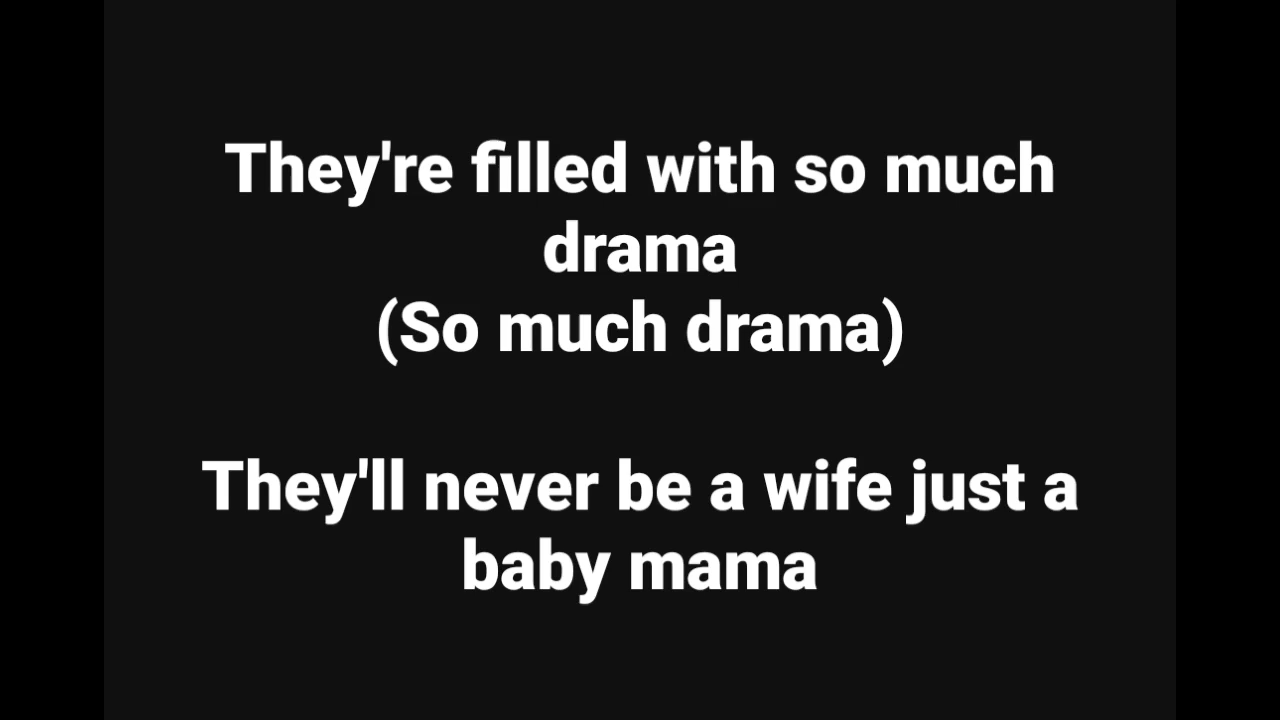 They're filled with so much
drama
(So much drama)
They'll never be a wife just a
baby mama